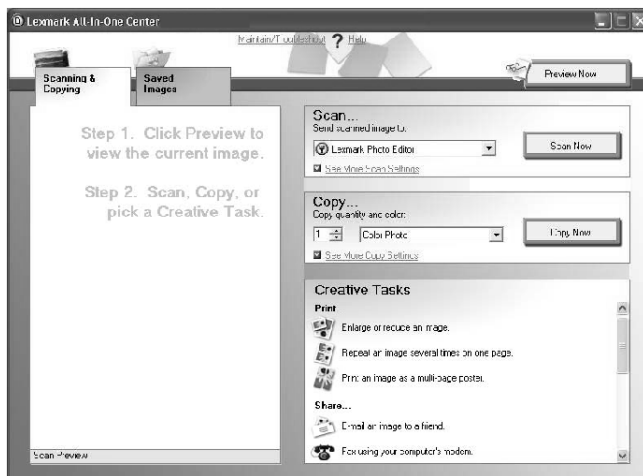 Lexmark All-In-One Center
Maintain/Troubleshoot ? Help
Scanning &
Copying
Saved
Images
Preview Now
Step 1. Click Preview to
view the current image.
Step 2. Scan, Copy, or
pick a Creative Task.
Scan Preview
Scan...
Send scanned image to:
Lexmark Photo Editor
Scan Now
See More Scan Settings
Copy...
Copy quantity and color:
1
Color Photo
Copy Now
See More Copy Settings
Creative Tasks
Print
Enlarge or reduce an image.
Repeat an image several times on one page.
Print an image as a multi-page poster.
Share...
E-mail an image to a friend.
Fax using your computer's modem.